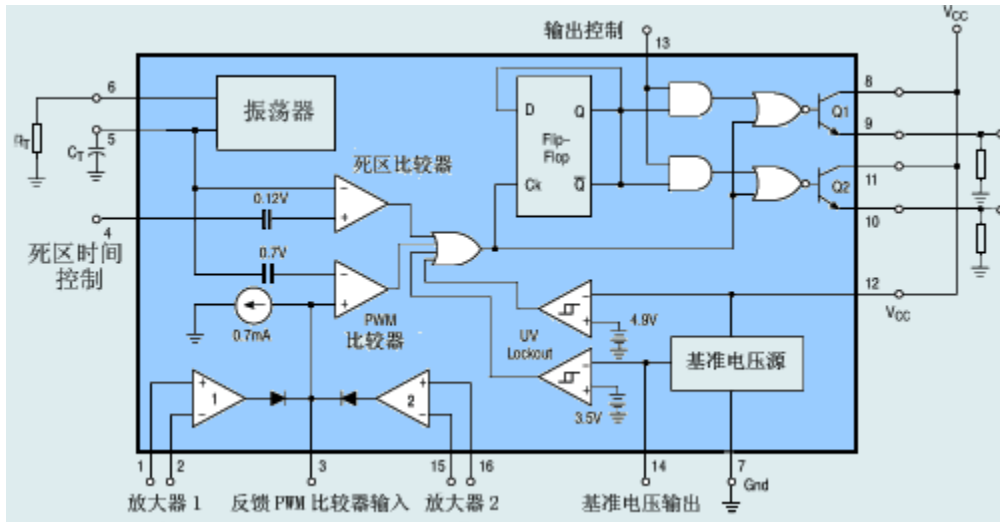 输出控制
13
VCC
6
振荡器
5
RT
CT
死区比较器
D
Q
Flip-
Flop
Ck
Q
8
Q1
9
11
Q2
10
0.12V
4
死区时间
控制
0.7V
PWM
比较器
0.7mA
12
VCC
4.9V
UV
Lockout
基准电压源
3.5V
+
-
1
+
-
2
1
2
3
15
16
14
7
Gnd
放大器 1
反馈 PWM 比较器输入
放大器 2
基准电压输出